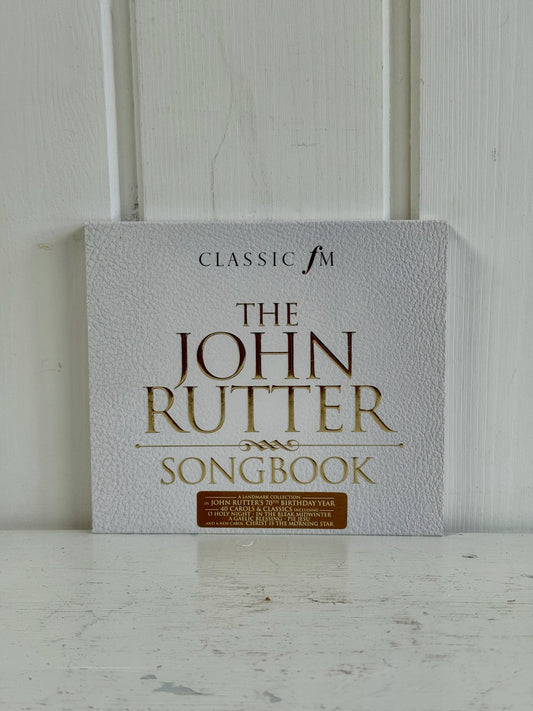 CLASSIC fM
THE
JOHN
RUTTER
SONGBOOK
A LANDMARK COLLECTION
IN JOHN RUTTER'S 70TH BIRTHDAY YEAR
40 CAROLS & CLASSICS INCLUDING
O HOLY NIGHT · IN THE BLEAK MIDWINTER
A GAELIC BLESSING · PIE JESU
AND A NEW CAROL CHRIST IS THE MORNING STAR